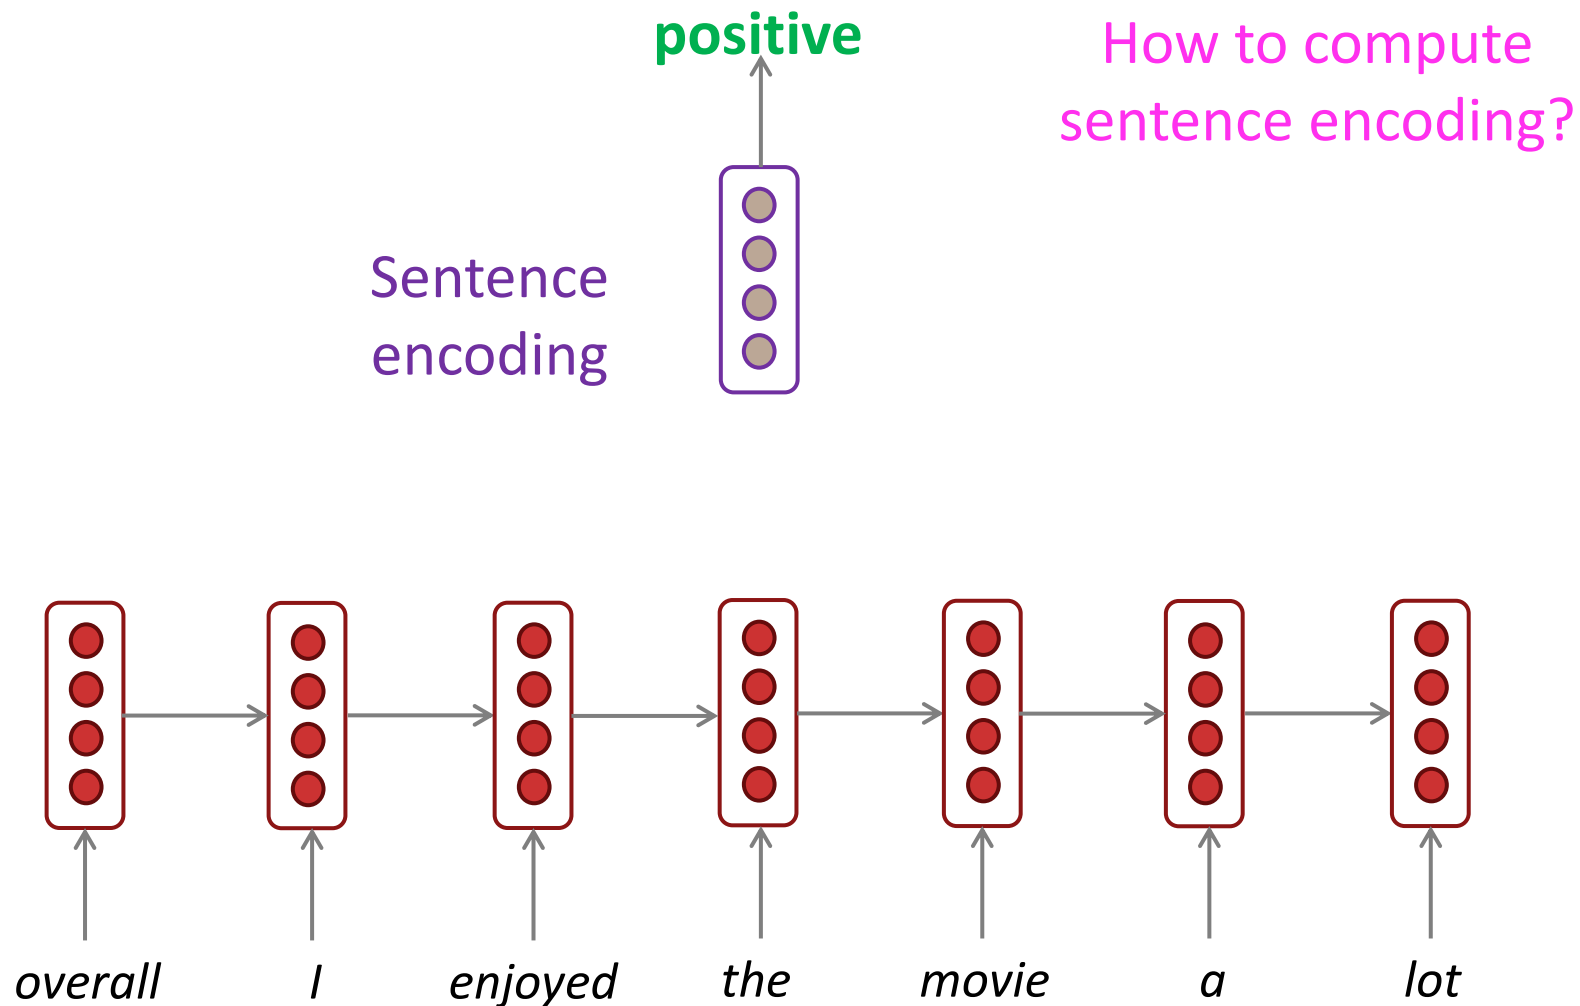 positive
How to compute
sentence encoding?
Sentence
encoding
overall I enjoyed the movie a lot